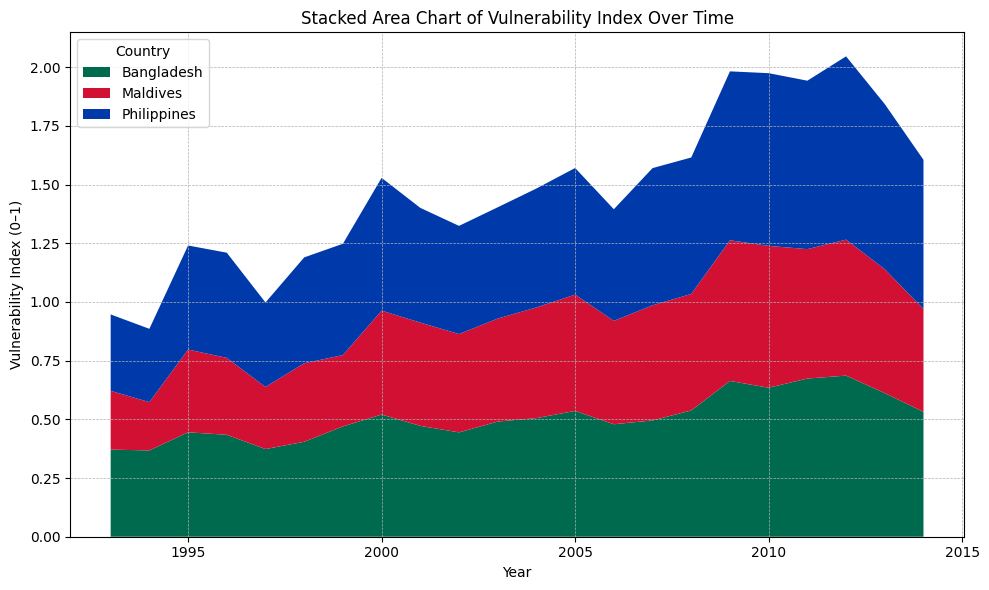 Stacked Area Chart of Vulnerability Index Over Time
Country
Bangladesh
Maldives
Philippines
Vulnerability Index (0–1)
2.00
1.75
1.50
1.25
1.00
0.75
0.50
0.25
0.00
1995
2000
2005
2010
2015
Year